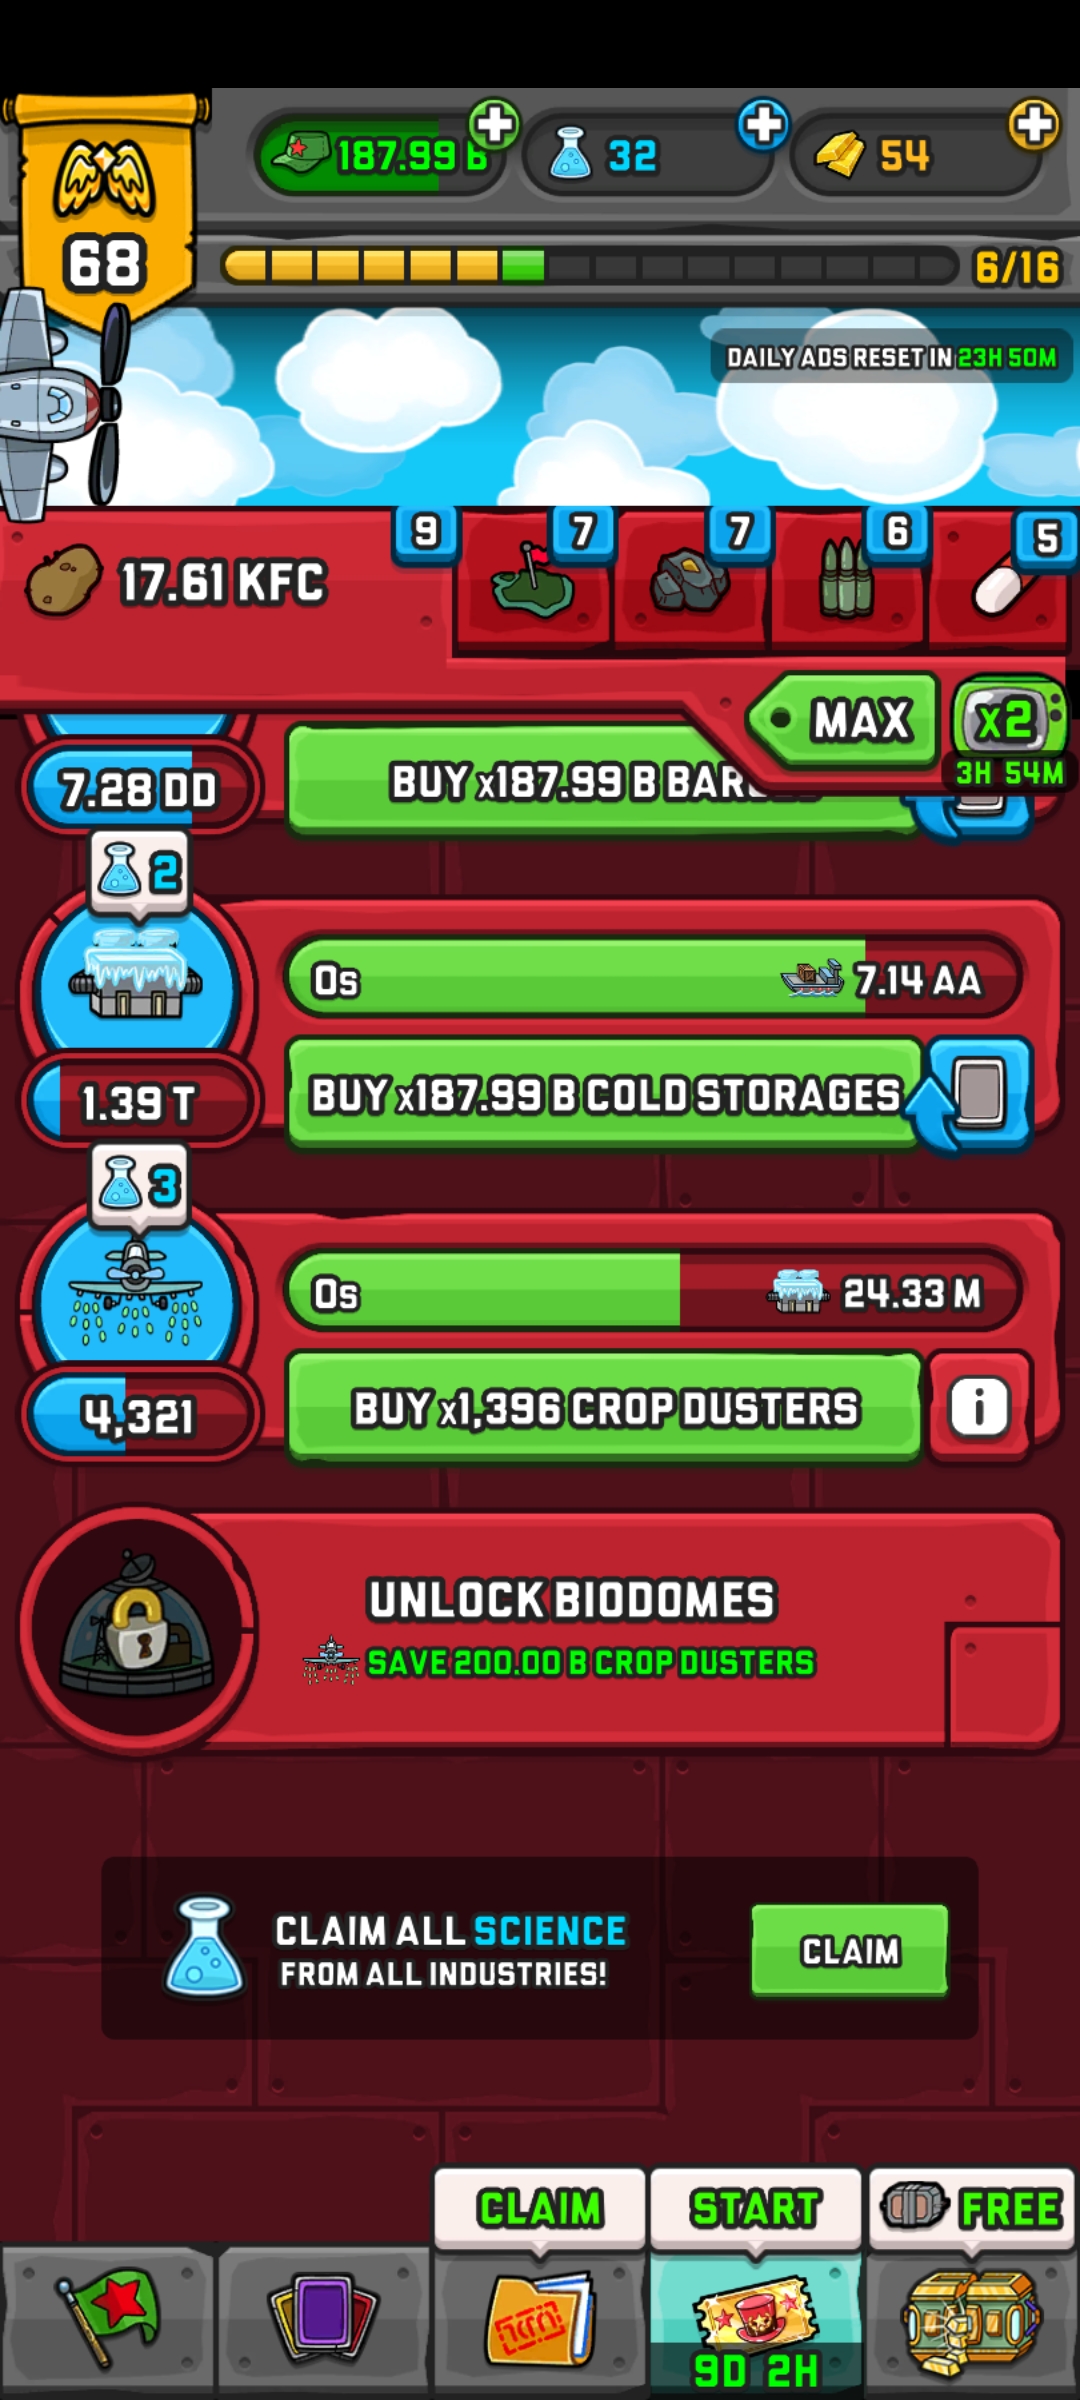 187.99 B
32
54
68
6/16
DAILY ADS RESET IN 23H 50M
17.61 KFC
9
7
7
6
5
MAX
x2
3H 54M
7.28 DD
BUY x187.99 B
2
0s
7.14 AA
1.39 T
BUY x187.99 B COLD STORAGES
3
0s
24.33 M
4,321
BUY x1,396 CROP DUSTERS
i
UNLOCK BIODOMES
SAVE 200.00 B CROP DUSTERS
CLAIM ALL SCIENCE
FROM ALL INDUSTRIES!
CLAIM
CLAIM
START
FREE
9D 2H